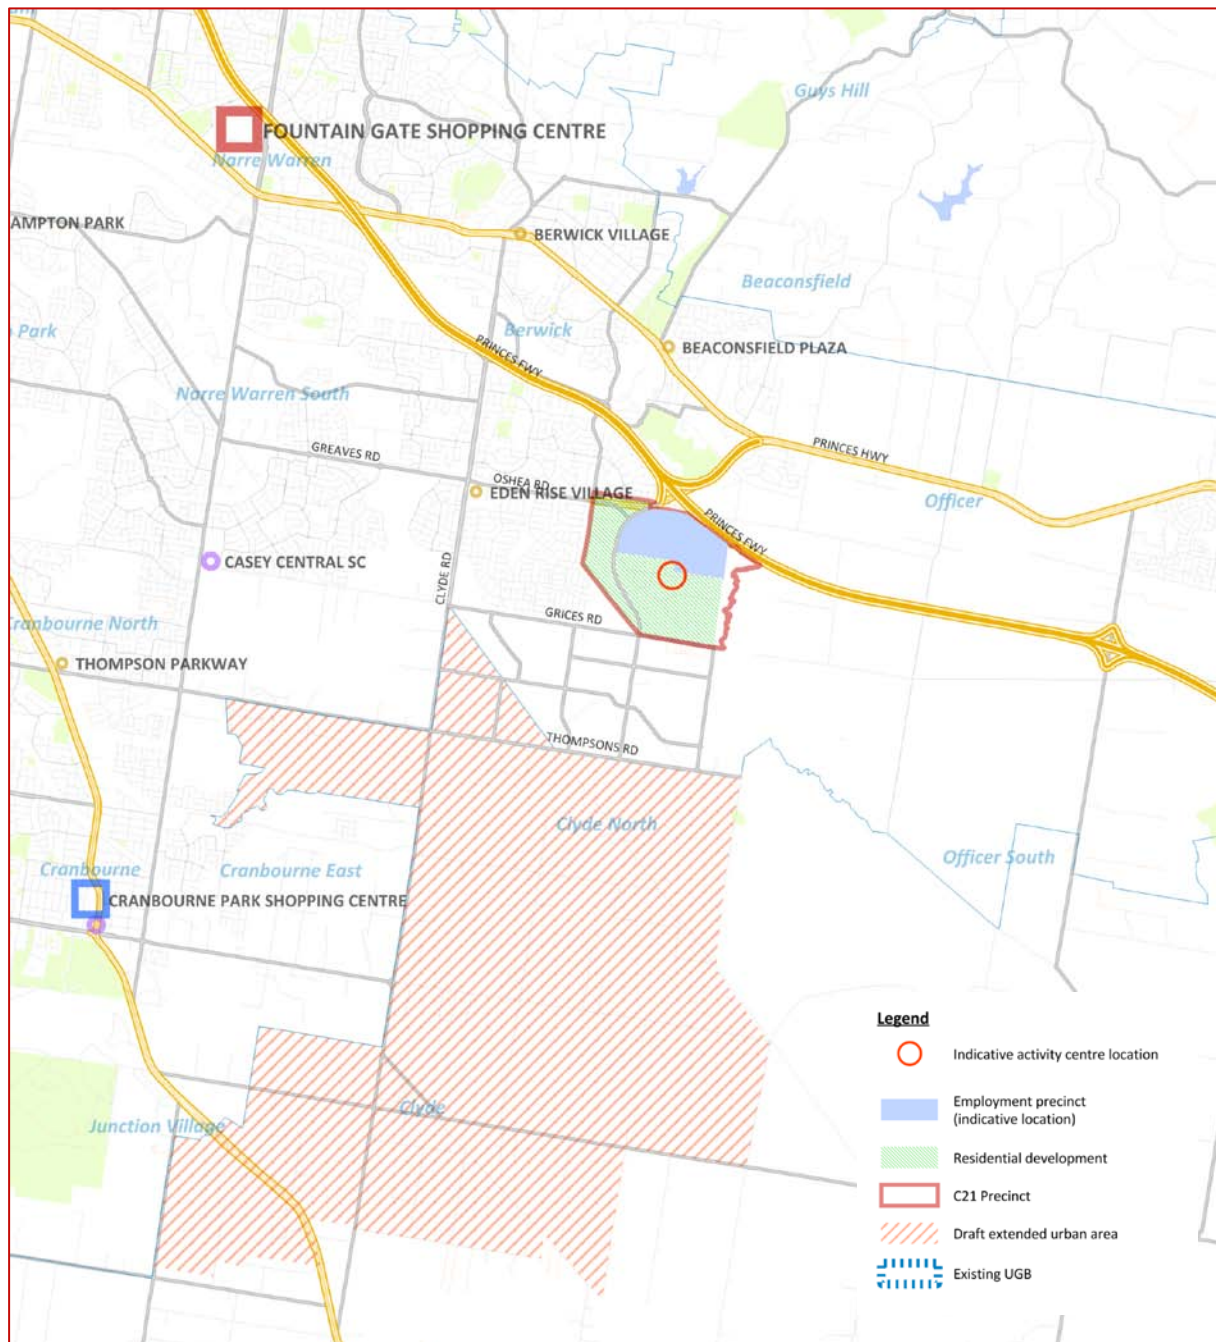 Guys Hill
FOUNTAIN GATE SHOPPING CENTRE
Narre Warren
AMPTON PARK
BERWICK VILLAGE
Beaconsfield
Park
Berwick
PRINCES FWY
BEACONSFIELD PLAZA
Narre Warren South
GREAVES RD
PRINCES HWY
OSHEA RD
EDEN RISE VILLAGE
Officer
PRINCES FWY
CASEY CENTRAL SC
CLYDE RD
GRICES RD
Cranbourne North
THOMPSON PARKWAY
THOMPSONS RD
Clyde North
Cranbourne
Cranbourne East
Officer South
CRANBOURNE PARK SHOPPING CENTRE
Clyde
Junction Village
Legend
Indicative activity centre location
Employment precinct
(indicative location)
Residential development
C21 Precinct
Draft extended urban area
Existing UGB